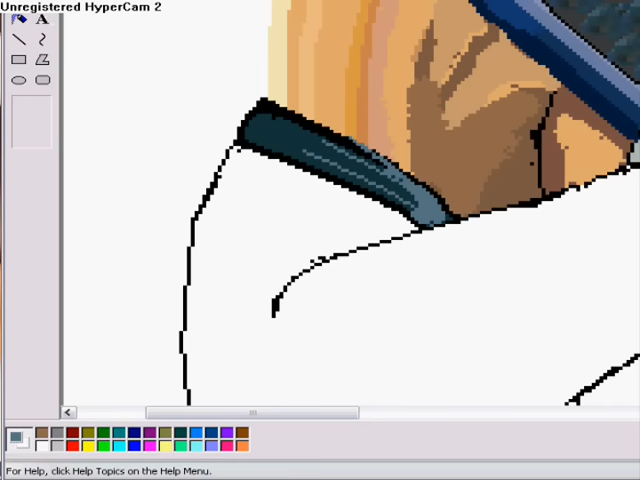 Unregistered HyperCam 2
A
For Help, click Help Topics on the Help Menu.